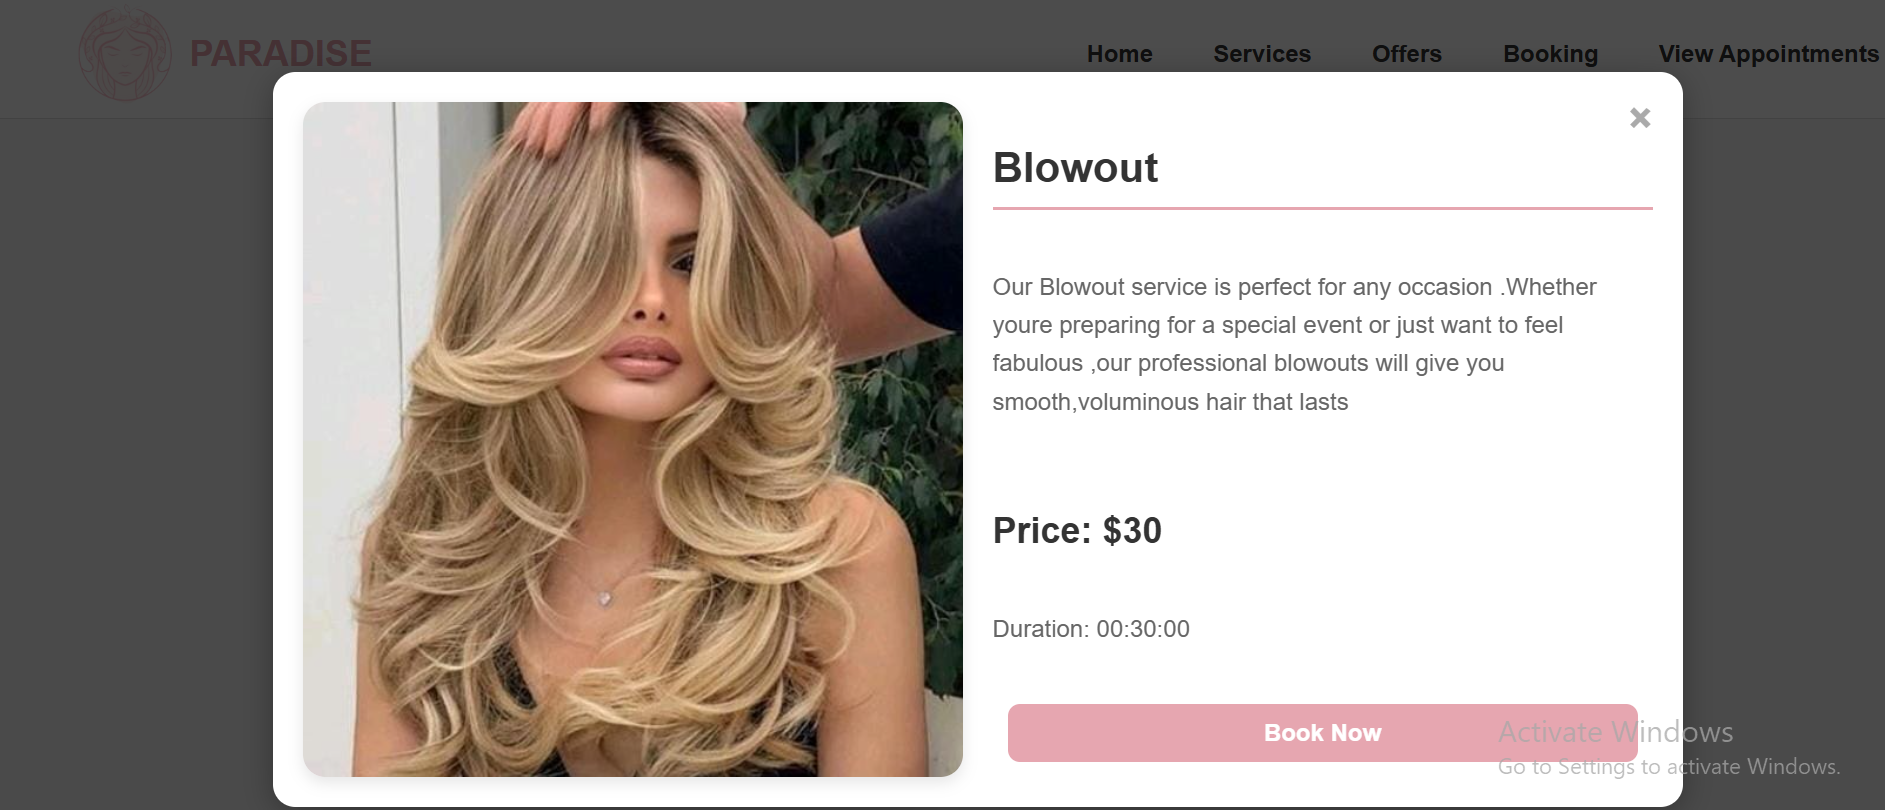 PARADISE
Home Services Offers Booking View Appointments
×
Blowout
Our Blowout service is perfect for any occasion .Whether
youre preparing for a special event or just want to feel
fabulous ,our professional blowouts will give you
smooth,voluminous hair that lasts
Price: $30
Duration: 00:30:00
Book Now
Activate Windows
Go to Settings to activate Windows.